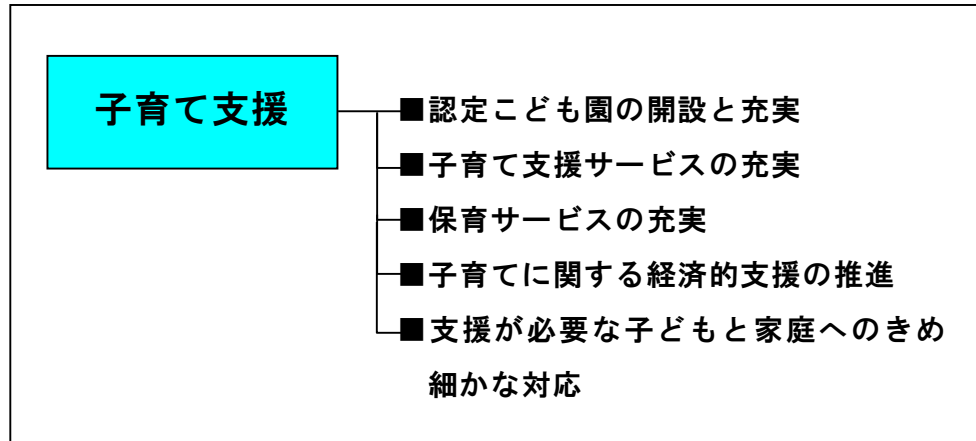 子育て支援
■認定こども園の開設と充実
■子育て支援サービスの充実
■保育サービスの充実
■子育てに関する経済的支援の推進
■支援が必要な子どもと家庭へのきめ
細かな対応